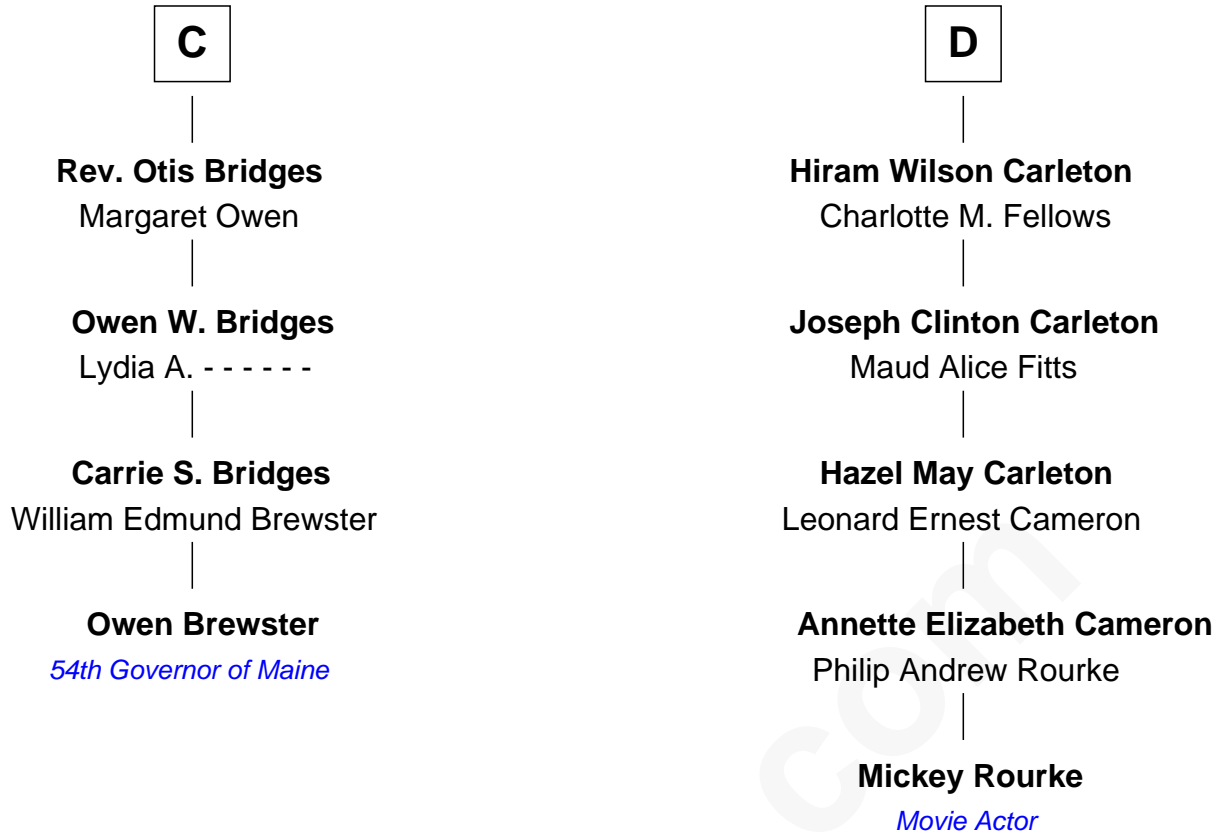 C
Rev. Otis Bridges
Margaret Owen
Owen W. Bridges
Lydia A. - - - - - -
Carrie S. Bridges
William Edmund Brewster
Owen Brewster
54th Governor of Maine
D
Hiram Wilson Carleton
Charlotte M. Fellows
Joseph Clinton Carleton
Maud Alice Fitts
Hazel May Carleton
Leonard Ernest Cameron
Annette Elizabeth Cameron
Philip Andrew Rourke
Mickey Rourke
Movie Actor
com